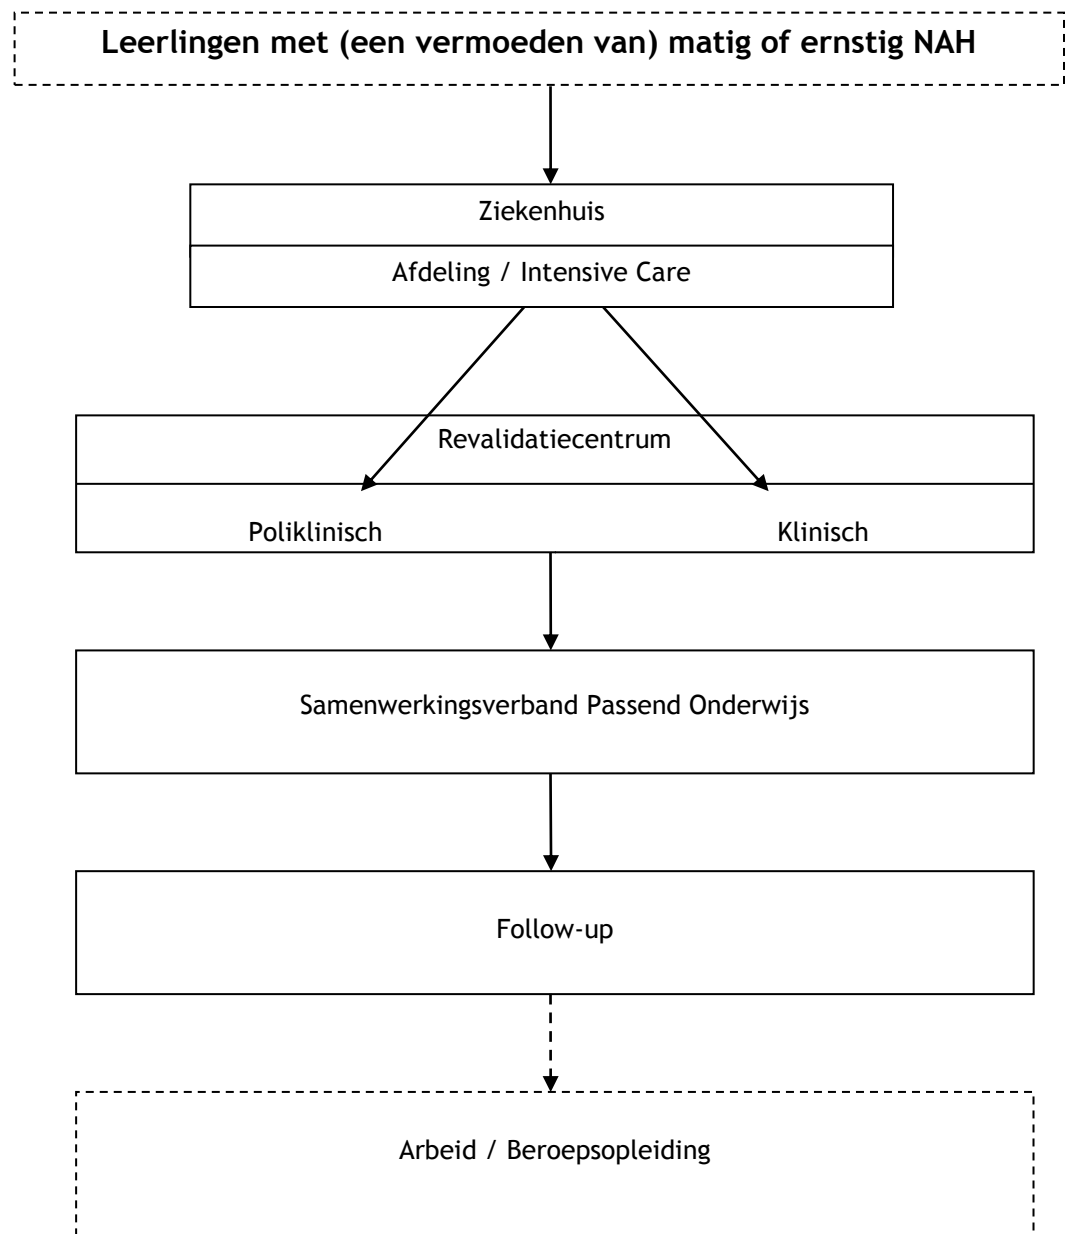 Leerlingen met (een vermoeden van) matig of ernstig NAH
Ziekenhuis
Afdeling / Intensive Care
Revalidatiecentrum
Poliklinisch
Klinisch
Samenwerkingsverband Passend Onderwijs
Follow-up
Arbeid / Beroepsopleiding